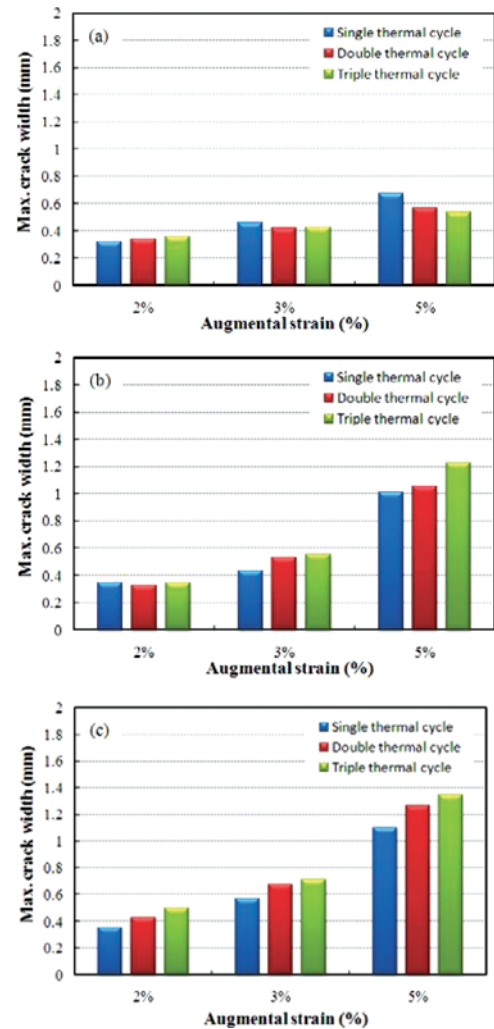 (a)
Single thermal cycle
Double thermal cycle
Triple thermal cycle
Max. crack width (mm)
2
1.8
1.6
1.4
1.2
1
0.8
0.6
0.4
0.2
0
2% 3% 5%
Augmental strain (%)
(b)
Single thermal cycle
Double thermal cycle
Triple thermal cycle
Max. crack width (mm)
2
1.8
1.6
1.4
1.2
1
0.8
0.6
0.4
0.2
0
2% 3% 5%
Augmental strain (%)
(c)
Single thermal cycle
Double thermal cycle
Triple thermal cycle
Max. crack width (mm)
2
1.8
1.6
1.4
1.2
1
0.8
0.6
0.4
0.2
0
2% 3% 5%
Augmental strain (%)